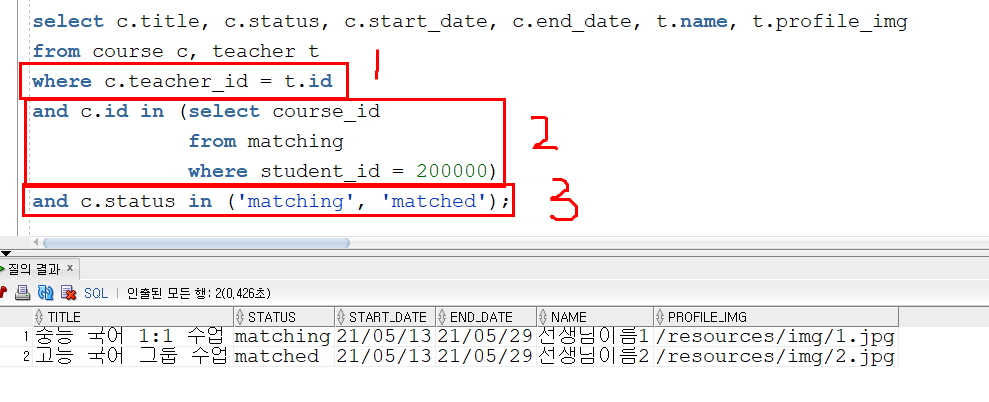 select c.title, c.status, c.start_date, c.end_date, t.name, t.profile_img
from course c, teacher t
where c.teacher_id = t.id
1
and c.id in (select course_id
from matching
where student_id = 200000)
2
and c.status in ('matching', 'matched');
3
질의 결과 x
SQL | 인출된 모든 행: 2(0,426초)
TITLE STATUS START_DATE END_DATE NAME PROFILE_IMG
1 중능 국어 1:1 수업 matching 21/05/13 21/05/29 선생님이름1 /resources/img/1.jpg
2 고능 국어 그룹 수업 matched 21/05/13 21/05/29 선생님이름2 /resources/img/2.jpg